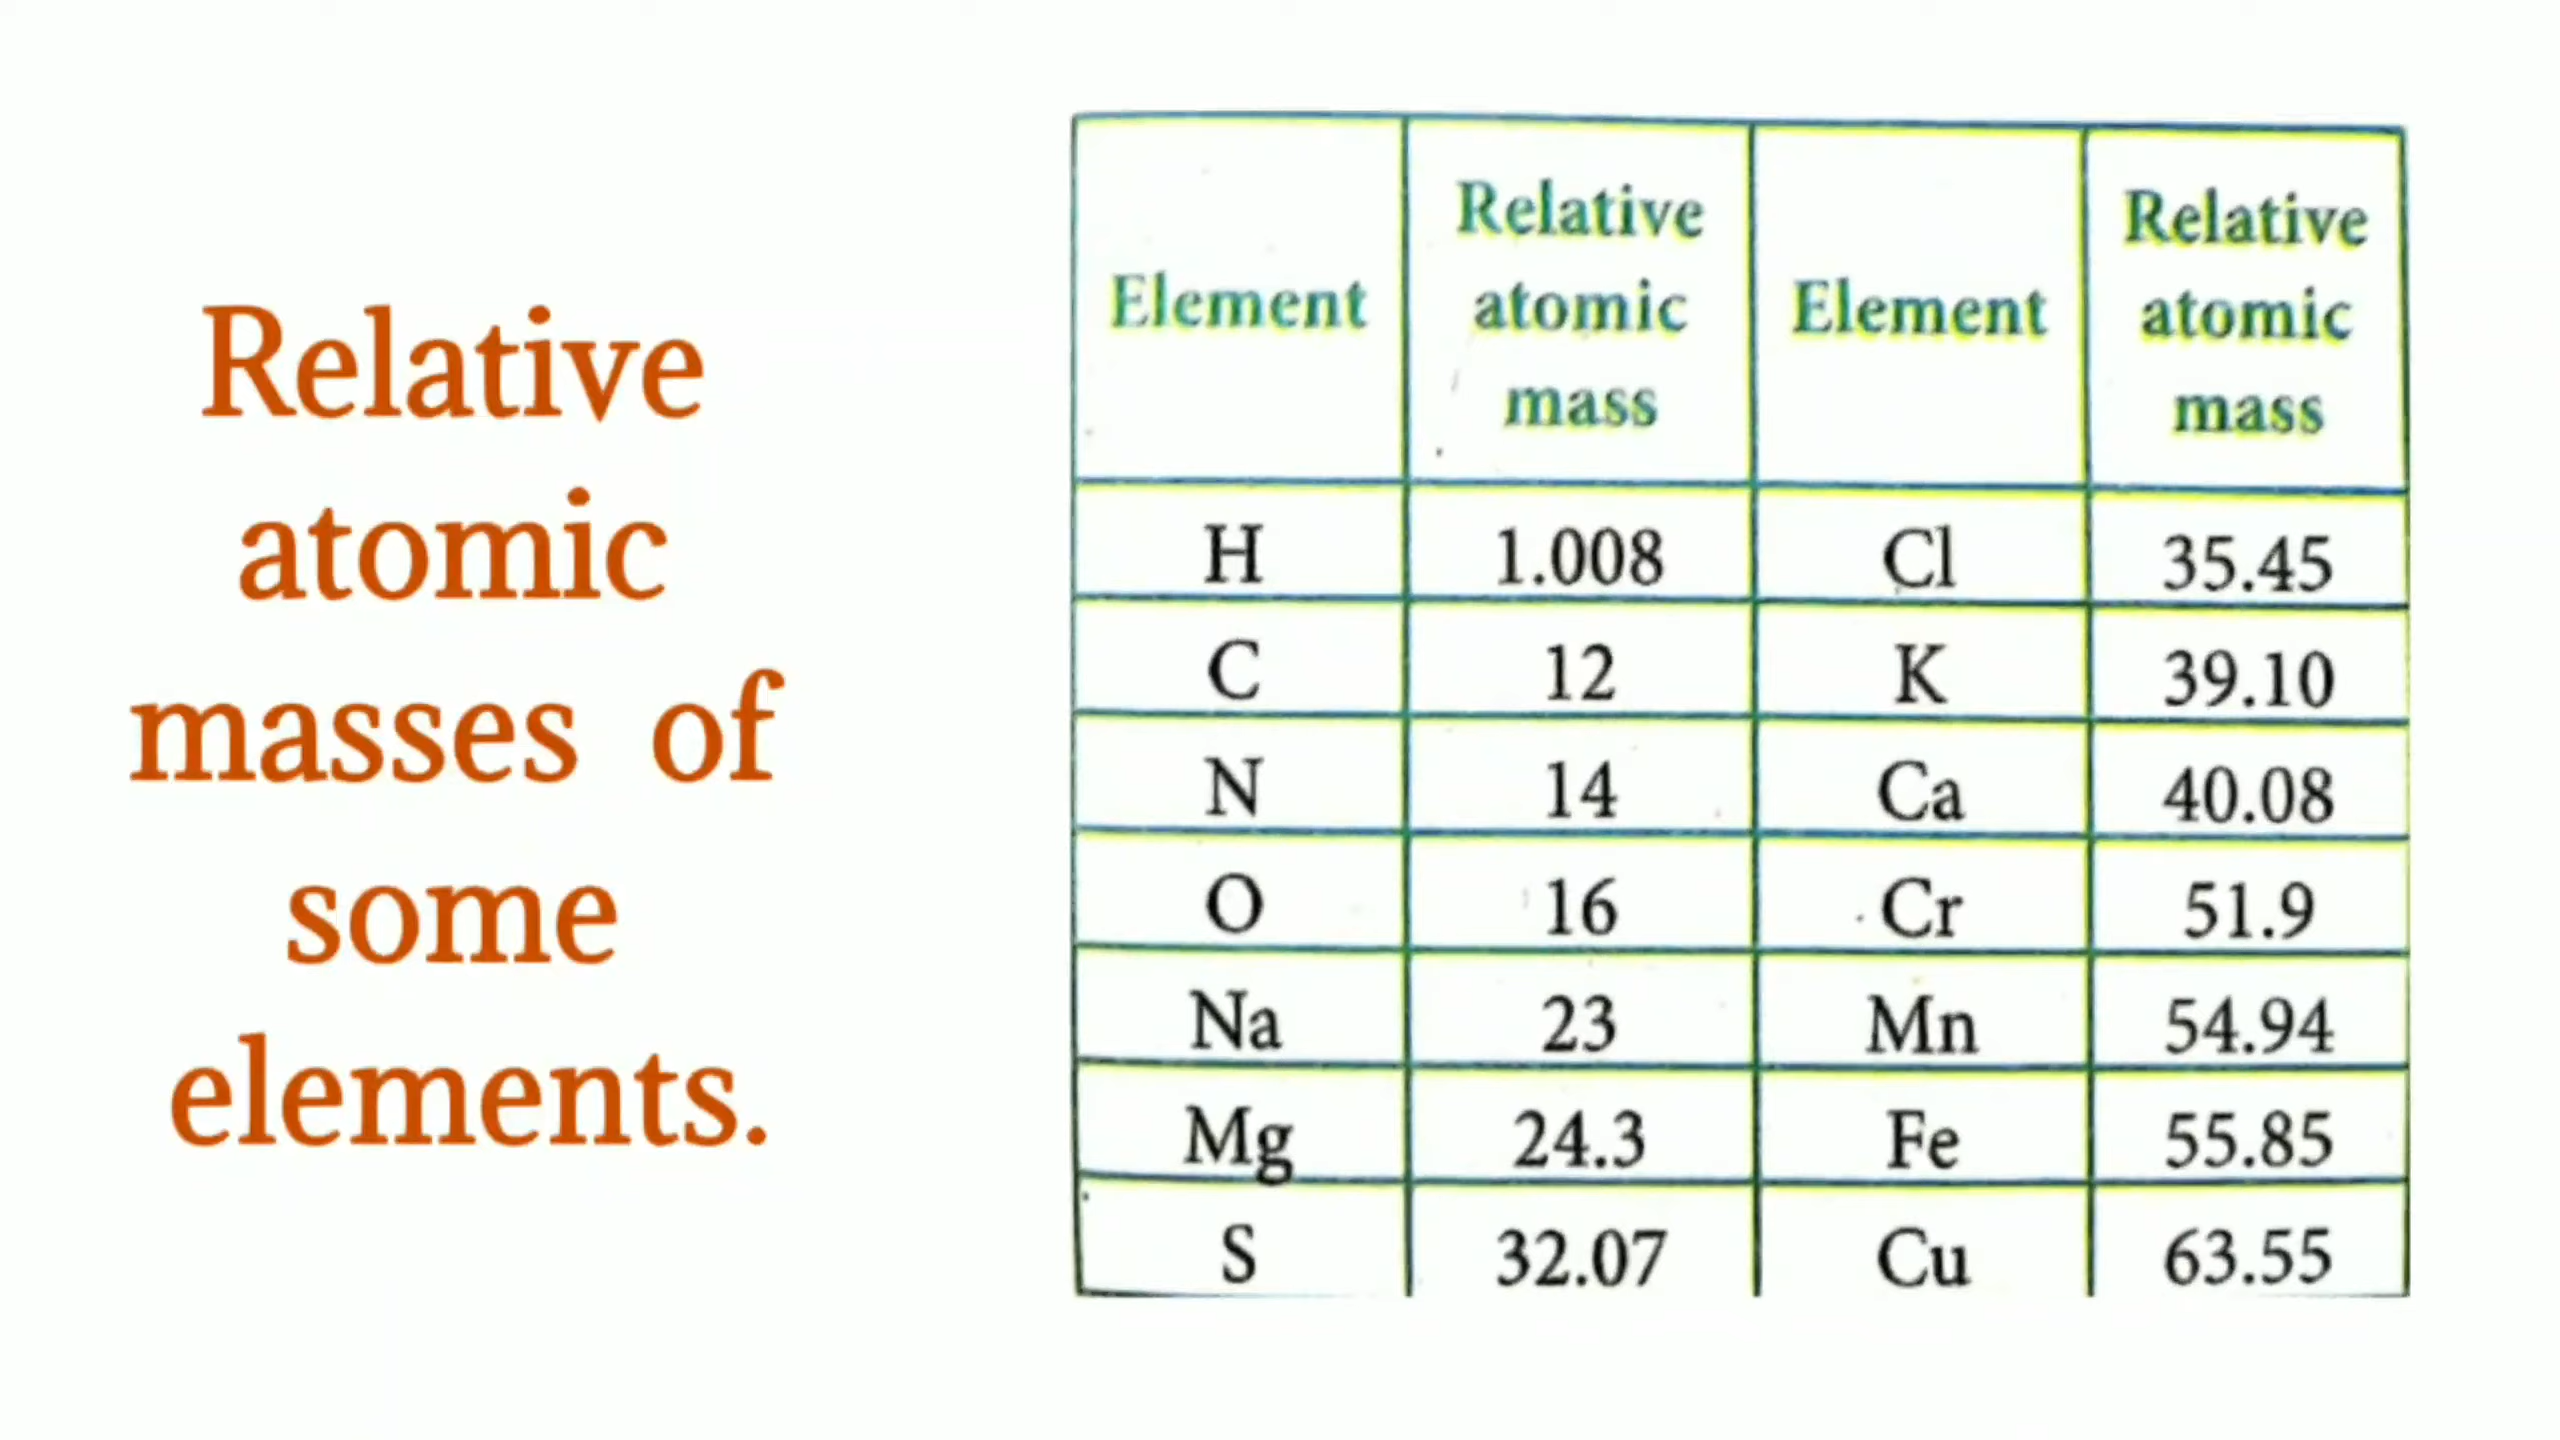 Relative
atomic
masses of
some
elements.
Element Relative atomic mass Element Relative atomic mass
H 1.008 Cl 35.45
C 12 K 39.10
N 14 Ca 40.08
O 16 Cr 51.9
Na 23 Mn 54.94
Mg 24.3 Fe 55.85
S 32.07 Cu 63.55